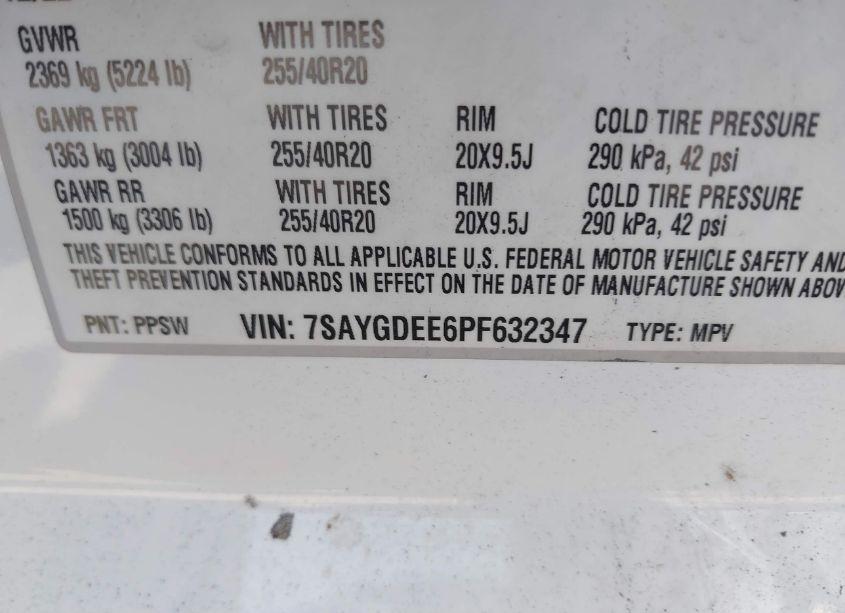 GVWR WITH TIRES
2369 kg (5224 lb) 255/40R20
GAWR FRT WITH TIRES RIM COLD TIRE PRESSURE
1363 kg (3004 lb) 255/40R20 20X9.5J 290 kPa, 42 psi
GAWR RR WITH TIRES RIM COLD TIRE PRESSURE
1500 kg (3306 lb) 255/40R20 20X9.5J 290 kPa, 42 psi
THIS VEHICLE CONFORMS TO ALL APPLICABLE U.S. FEDERAL MOTOR VEHICLE SAFETY AND
THEFT PREVENTION STANDARDS IN EFFECT ON THE DATE OF MANUFACTURE SHOWN ABOV
PNT: PPSW VIN: 7SAYGDEE6PF632347 TYPE: MPV